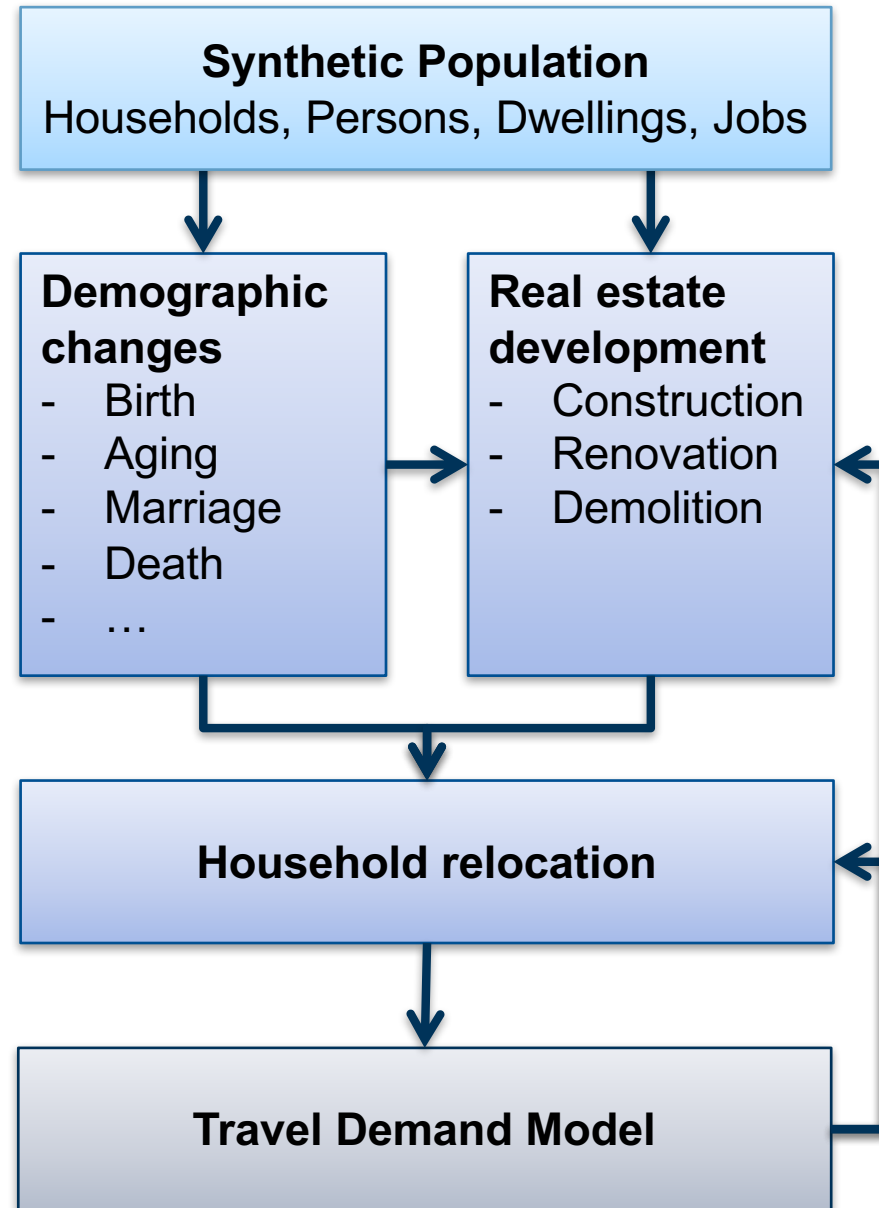 Synthetic Population
Households, Persons, Dwellings, Jobs
Demographic
changes
- Birth
- Aging
- Marriage
- Death
- …
Real estate
development
- Construction
- Renovation
- Demolition
Household relocation
Travel Demand Model